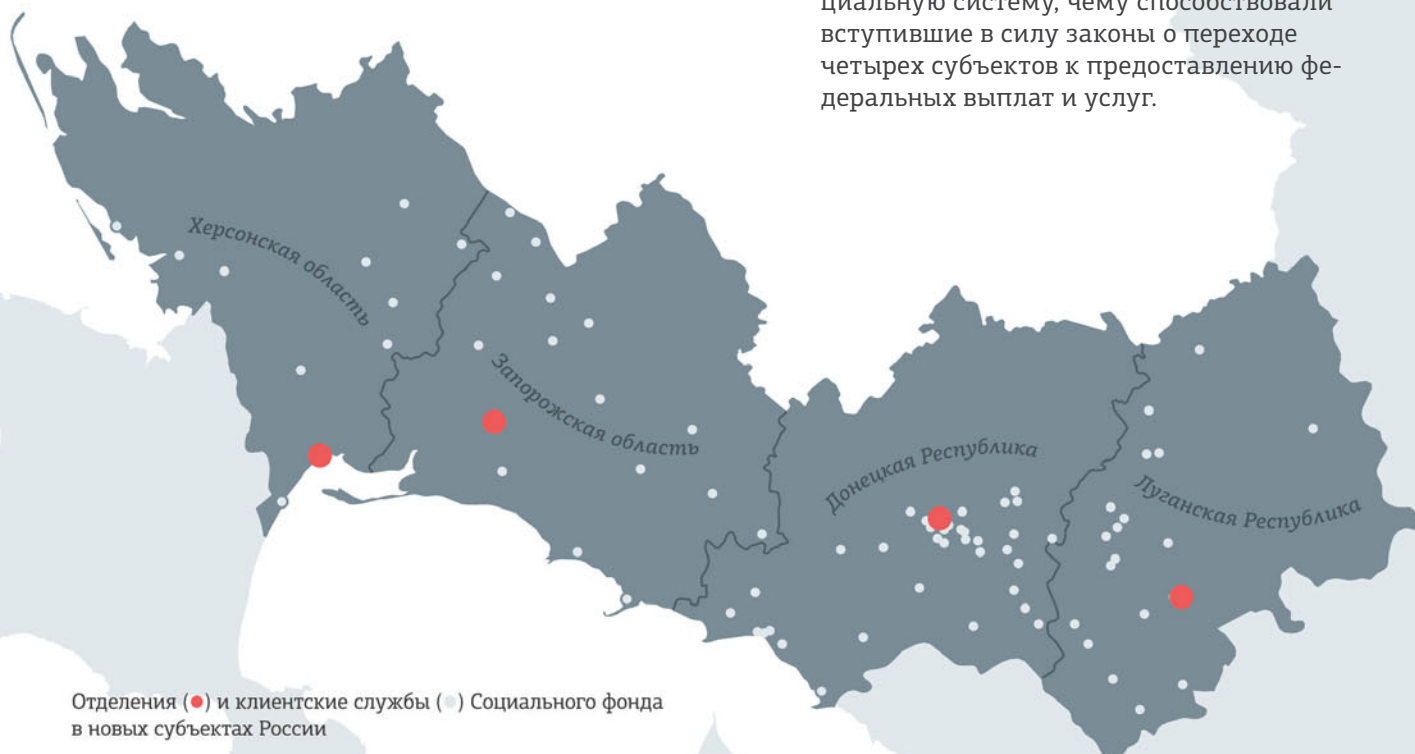 циальную систему, чему способствовали
вступившие в силу законы о переходе
четырех субъектов к предоставлению фе-
деральных выплат и услуг.
Херсонская область
Запорожская область
Донецкая Республика
Луганская Республика
Отделения (●) и клиентские службы (●) Социального фонда
в новых субъектах России